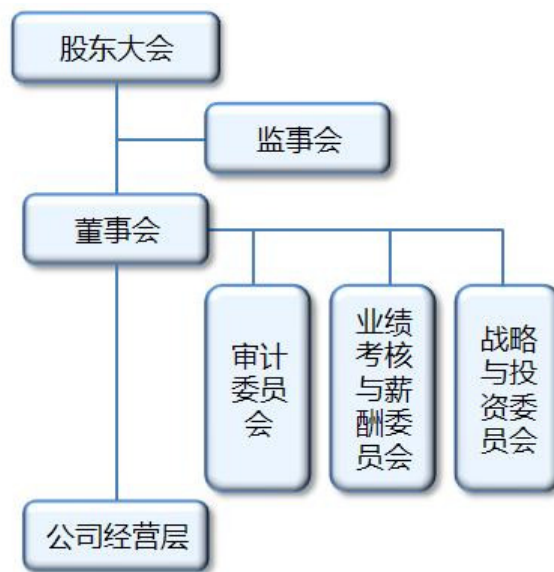 股东大会
监事会
董事会
审计
委员
会
业绩
考核
与薪
酬委
员会
战略
与投
资委
员会
公司经营层